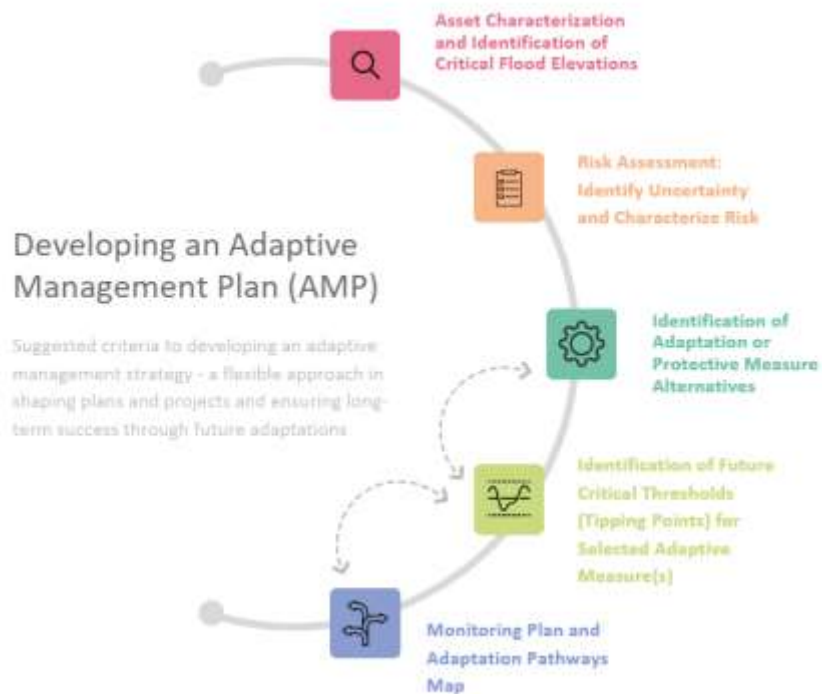 Asset Characterization
and Identification of
Critical Flood Elevations
Risk Assessment:
Identify Uncertainty
and Characterize Risk
Developing an Adaptive
Management Plan (AMP)
Suggested criteria to developing an adaptive
management strategy - a flexible approach in
shaping plans and projects and ensuring long-
term success through future adaptations
Identification of
Adaptation or
Protective Measure
Alternatives
Identification of Future
Critical Thresholds
(Tipping Points) for
Selected Adaptive
Measure(s)
Monitoring Plan and
Adaptation Pathways
Map